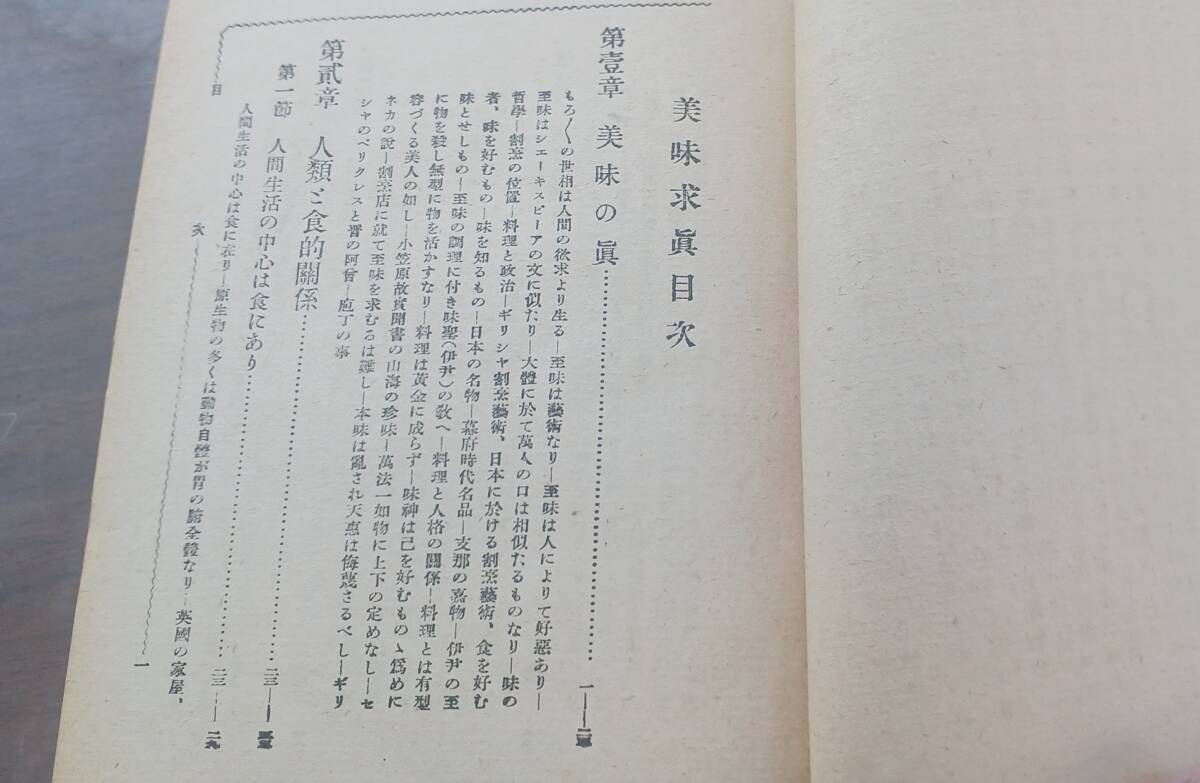 美味求眞目次
第壹章　美味の眞……………………一——二
もろ〳〵の世相は人間の欲求より生る—至味は藝術なり—至味は人によりて好惡あり—
至味はシエーキスピーアの文に似たり—大體に於て萬人の口は相似たるものなり—味の
哲學—割烹の位置—料理と政治—ギリシヤ割烹藝術、日本に於ける割烹藝術、食を好む
者、味を好むもの—味を知るもの—日本の名物—幕府時代名品—支那の嘉物—伊尹の至
味とせしもの—至味の調理に付き味聖（伊尹）の敎へ—料理と人格の關係—料理とは有型
に物を殺し無型に物を活かすなり—料理は黃金に成らず—味神は己を好むものゝ爲めに
容づくる美人の如し—小笠原故實聞書の山海の珍味—萬法一如物に上下の定めなし—セ
ネカの說—割烹店に就て至味を求むるは難し—本味は亂され天惠は侮蔑さるべし—ギリ
シヤのペリクレスと晋の阿曾—庖丁の事
第貳章　人類と食的關係……………………二三——
第一節　人間生活の中心は食にあり……………………二三——二九
人間生活の中心は食に在り—原生物の多くは動物自體が胃の腑全體なり—英國の家屋、
目次
一